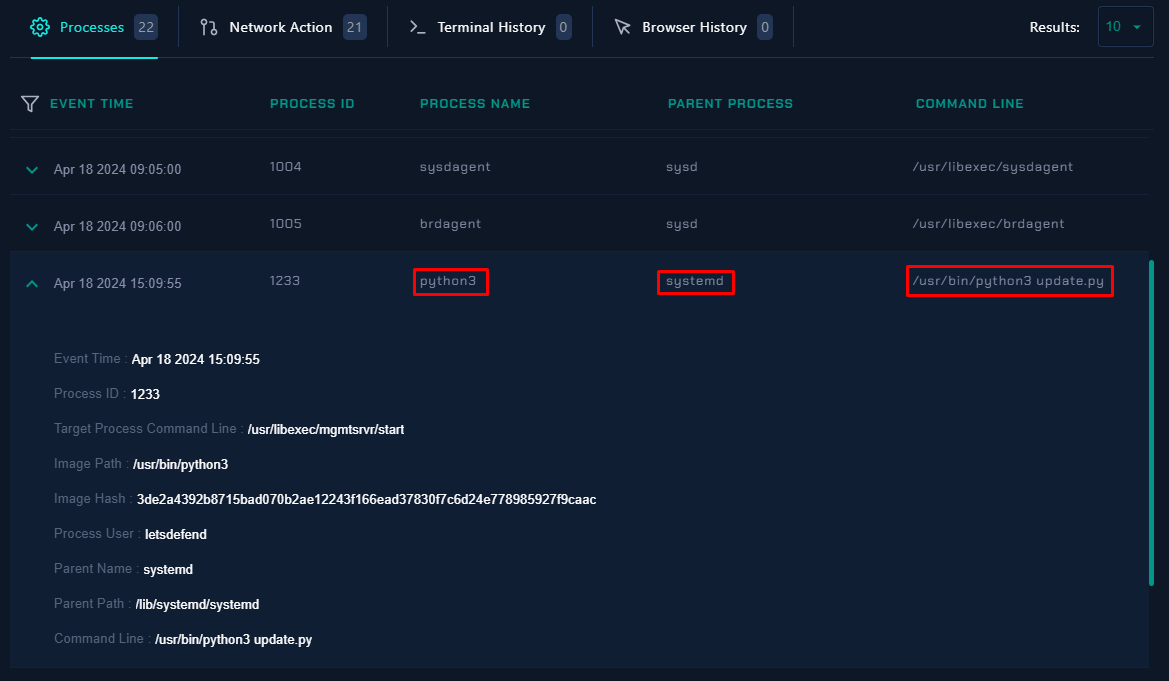 Processes 22 Network Action 21 Terminal History 0 Browser History 0 Results: 10
EVENT TIME PROCESS ID PROCESS NAME PARENT PROCESS COMMAND LINE
Apr 18 2024 09:05:00 1004 sysdagent sysd /usr/libexec/sysdagent
Apr 18 2024 09:06:00 1005 brdagent sysd /usr/libexec/brdagent
Apr 18 2024 15:09:55 1233 python3 systemd /usr/bin/python3 update.py
Event Time : Apr 18 2024 15:09:55
Process ID : 1233
Target Process Command Line : /usr/libexec/mgmtsrvr/start
Image Path : /usr/bin/python3
Image Hash : 3de2a4392b8715bad070b2ae12243f166ead37830f7c6d24e778985927f9caac
Process User : letsdefend
Parent Name : systemd
Parent Path : /lib/systemd/systemd
Command Line : /usr/bin/python3 update.py